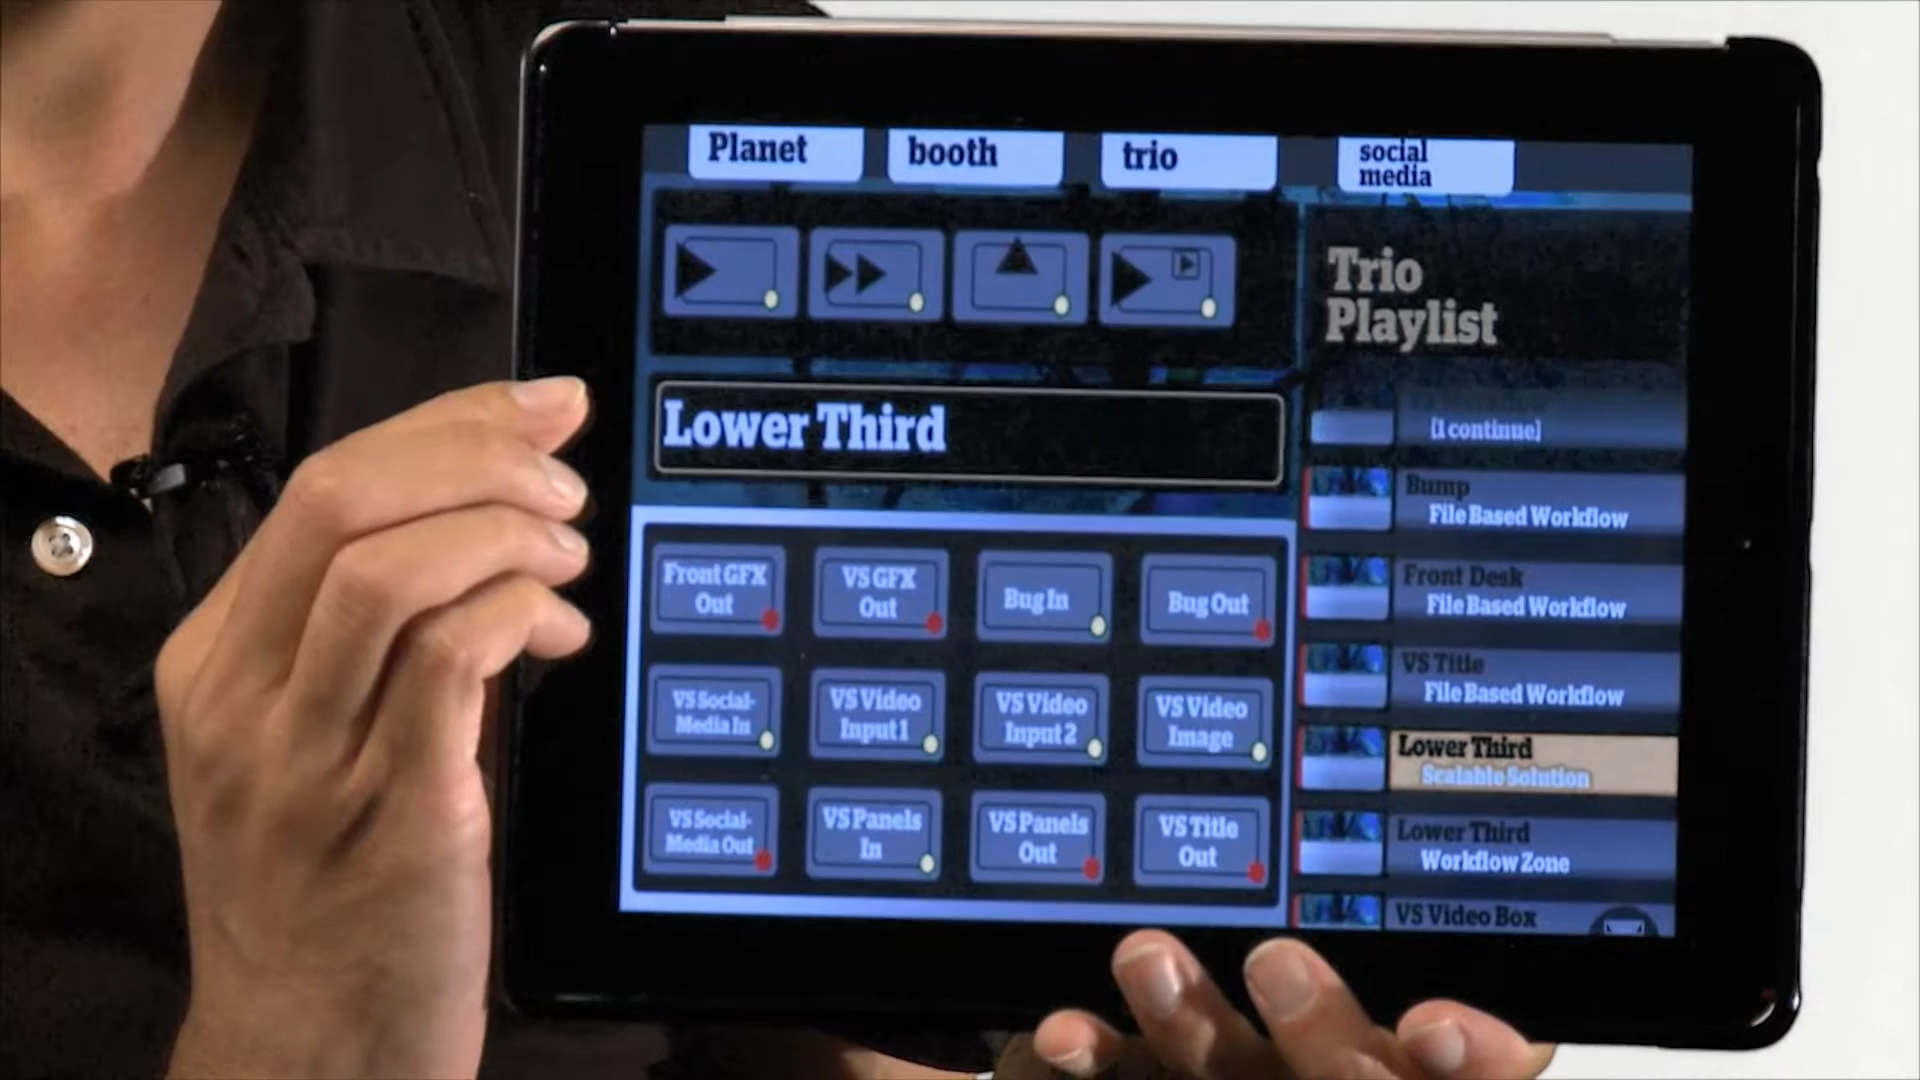 Planet
booth
trio
social
media
Lower Third
Front GFX
Out
VS GFX
Out
Bug In
Bug Out
VS Social-
Media In
VS Video
Input 1
VS Video
Input 2
VS Video
Image
VS Social-
Media Out
VS Panels
In
VS Panels
Out
VS Title
Out
Trio
Playlist
[1 continue]
Bump
File Based Workflow
Front Desk
File Based Workflow
VS Title
File Based Workflow
Lower Third
Scalable Solution
Lower Third
Workflow Zone
VS Video Box